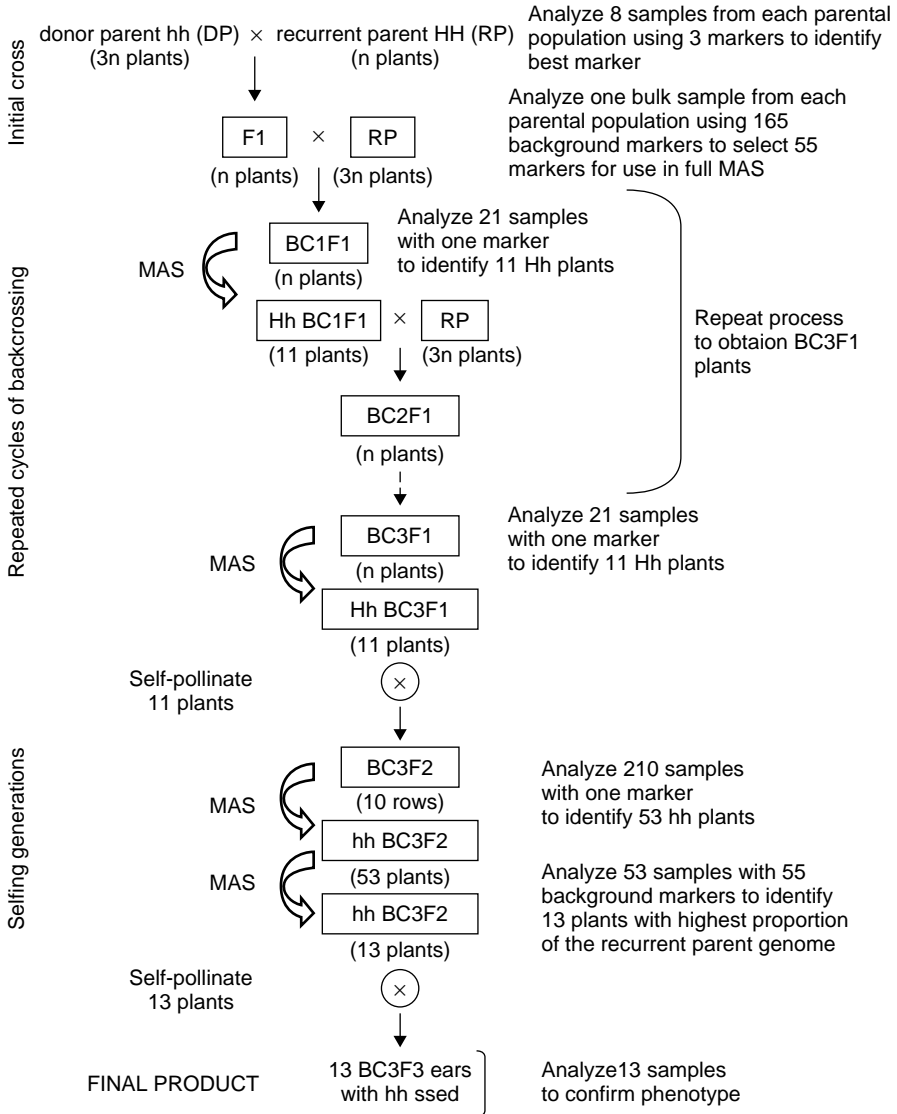 Initial cross
donor parent hh (DP) × recurrent parent HH (RP)
(3n plants) (n plants)
Analyze 8 samples from each parental
population using 3 markers to identify
best marker
F1 × RP
(n plants) (3n plants)
Analyze one bulk sample from each
parental population using 165
background markers to select 55
markers for use in full MAS
Repeated cycles of backcrossing
MAS
BC1F1
(n plants)
Analyze 21 samples
with one marker
to identify 11 Hh plants
Hh BC1F1 × RP
(11 plants) (3n plants)
Repeat process
to obtaion BC3F1
plants
BC2F1
(n plants)
MAS
BC3F1
(n plants)
Analyze 21 samples
with one marker
to identify 11 Hh plants
Hh BC3F1
(11 plants)
Self-pollinate
11 plants
×
Selfing generations
MAS
BC3F2
(10 rows)
Analyze 210 samples
with one marker
to identify 53 hh plants
hh BC3F2
(53 plants)
MAS
Analyze 53 samples with 55
background markers to identify
13 plants with highest proportion
of the recurrent parent genome
hh BC3F2
(13 plants)
Self-pollinate
13 plants
×
FINAL PRODUCT
13 BC3F3 ears
with hh ssed
Analyze13 samples
to confirm phenotype